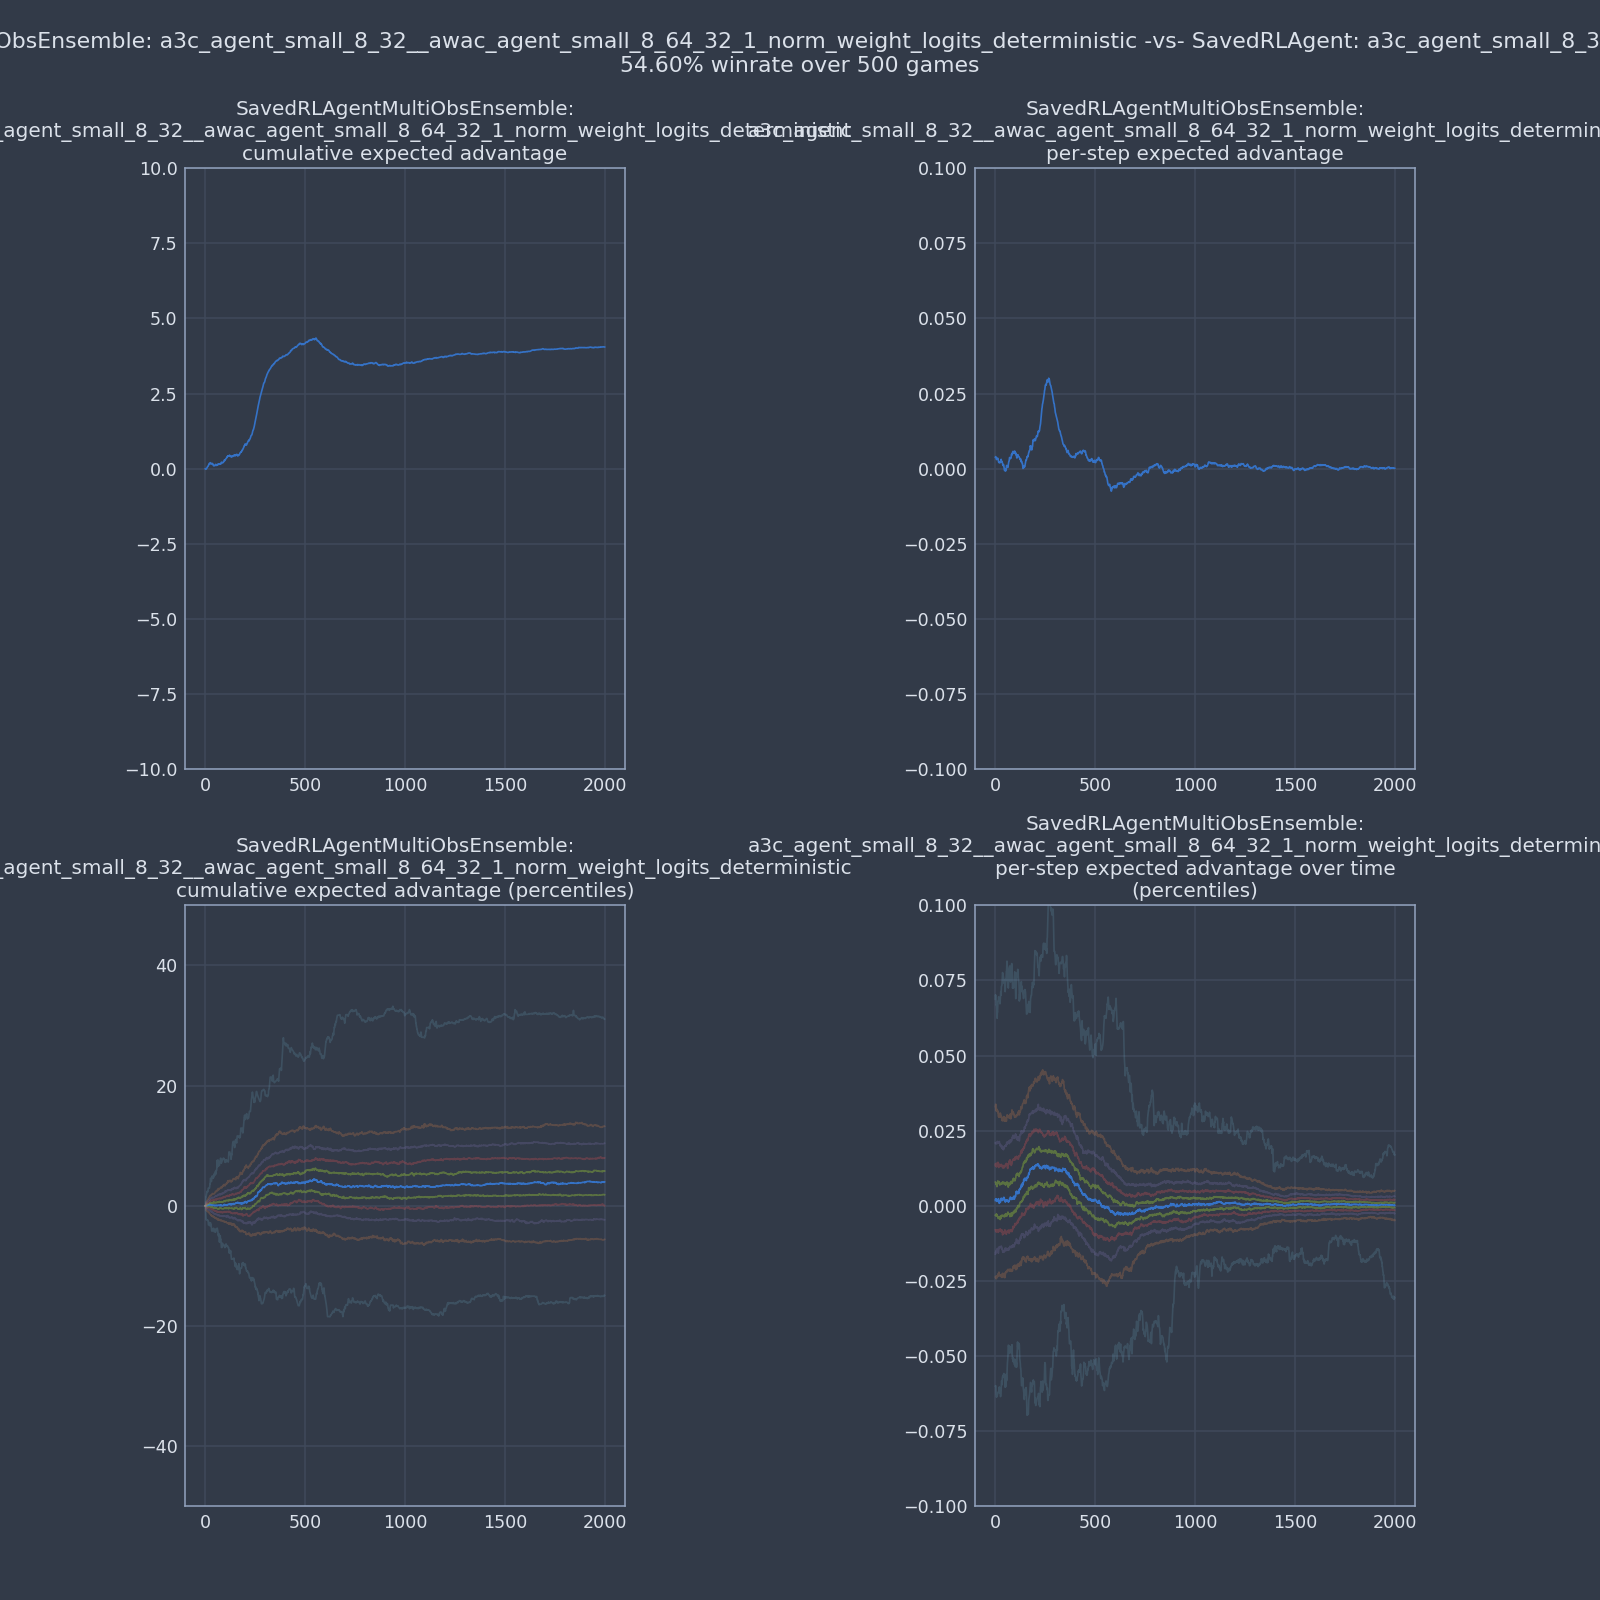 ObsEnsemble: a3c_agent_small_8_32__awac_agent_small_8_64_32_1_norm_weight_logits_deterministic -vs- SavedRLAgent: a3c_agent_small_8_3
54.60% winrate over 500 games
SavedRLAgentMultiObsEnsemble:
_agent_small_8_32__awac_agent_small_8_64_32_1_norm_weight_logits_deterministic
cumulative expected advantage
10.0
7.5
5.0
2.5
0.0
−2.5
−5.0
−7.5
−10.0
0 500 1000 1500 2000
SavedRLAgentMultiObsEnsemble:
a3c_agent_small_8_32__awac_agent_small_8_64_32_1_norm_weight_logits_determin
per-step expected advantage
0.100
0.075
0.050
0.025
0.000
−0.025
−0.050
−0.075
−0.100
0 500 1000 1500 2000
SavedRLAgentMultiObsEnsemble:
_agent_small_8_32__awac_agent_small_8_64_32_1_norm_weight_logits_deterministic
cumulative expected advantage (percentiles)
40
20
0
−20
−40
0 500 1000 1500 2000
SavedRLAgentMultiObsEnsemble:
a3c_agent_small_8_32__awac_agent_small_8_64_32_1_norm_weight_logits_determin
per-step expected advantage over time
(percentiles)
0.100
0.075
0.050
0.025
0.000
−0.025
−0.050
−0.075
−0.100
0 500 1000 1500 2000